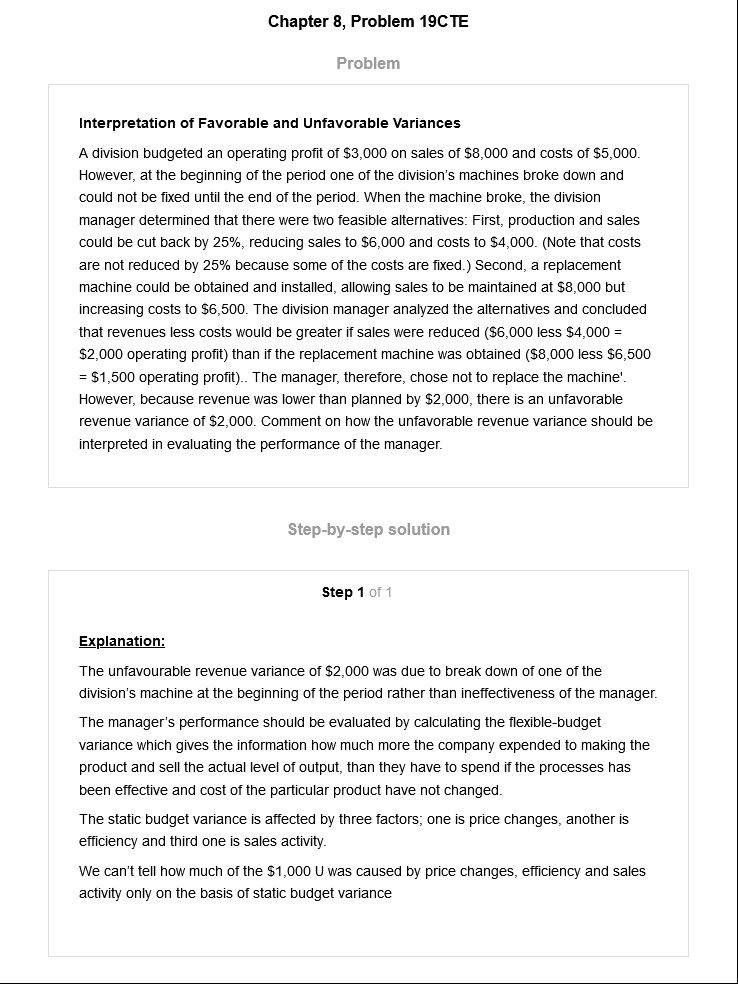 Chapter 8, Problem 19CTE
Problem
Interpretation of Favorable and Unfavorable Variances
A division budgeted an operating profit of $3,000 on sales of $8,000 and costs of $5,000.
However, at the beginning of the period one of the division's machines broke down and
could not be fixed until the end of the period. When the machine broke, the division
manager determined that there were two feasible alternatives: First, production and sales
could be cut back by 25%, reducing sales to $6,000 and costs to $4,000. (Note that costs
are not reduced by 25% because some of the costs are fixed.) Second, a replacement
machine could be obtained and installed, allowing sales to be maintained at $8,000 but
increasing costs to $6,500. The division manager analyzed the alternatives and concluded
that revenues less costs would be greater if sales were reduced ($6,000 less $4,000 =
$2,000 operating profit) than if the replacement machine was obtained ($8,000 less $6,500
= $1,500 operating profit).. The manager, therefore, chose not to replace the machine'.
However, because revenue was lower than planned by $2,000, there is an unfavorable
revenue variance of $2,000. Comment on how the unfavorable revenue variance should be
interpreted in evaluating the performance of the manager.
Step-by-step solution
Step 1 of 1
Explanation:
The unfavourable revenue variance of $2,000 was due to break down of one of the
division's machine at the beginning of the period rather than ineffectiveness of the manager.
The manager's performance should be evaluated by calculating the flexible-budget
variance which gives the information how much more the company expended to making the
product and sell the actual level of output, than they have to spend if the processes has
been effective and cost of the particular product have not changed.
The static budget variance is affected by three factors; one is price changes, another is
efficiency and third one is sales activity.
We can't tell how much of the $1,000 U was caused by price changes, efficiency and sales
activity only on the basis of static budget variance